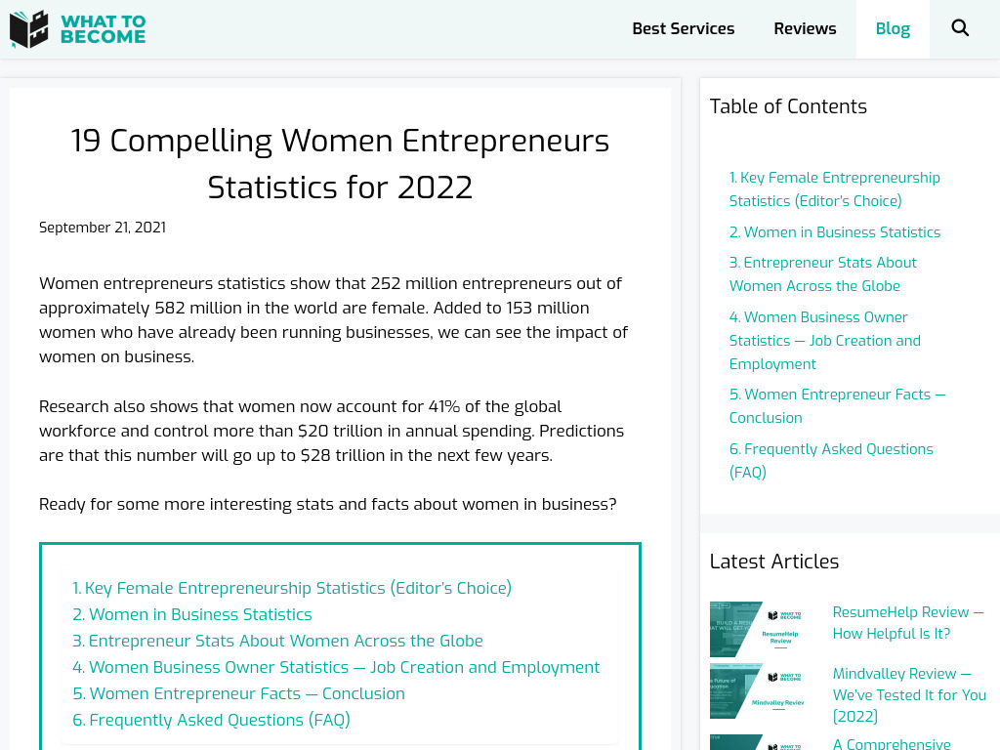 WHAT TO
BECOME
Best Services
Reviews
Blog
19 Compelling Women Entrepreneurs
Statistics for 2022
September 21, 2021
Women entrepreneurs statistics show that 252 million entrepreneurs out of
approximately 582 million in the world are female. Added to 153 million
women who have already been running businesses, we can see the impact of
women on business.
Research also shows that women now account for 41% of the global
workforce and control more than $20 trillion in annual spending. Predictions
are that this number will go up to $28 trillion in the next few years.
Ready for some more interesting stats and facts about women in business?
1. Key Female Entrepreneurship Statistics (Editor's Choice)
2. Women in Business Statistics
3. Entrepreneur Stats About Women Across the Globe
4. Women Business Owner Statistics — Job Creation and Employment
5. Women Entrepreneur Facts — Conclusion
6. Frequently Asked Questions (FAQ)
Table of Contents
1. Key Female Entrepreneurship
Statistics (Editor's Choice)
2. Women in Business Statistics
3. Entrepreneur Stats About
Women Across the Globe
4. Women Business Owner
Statistics — Job Creation and
Employment
5. Women Entrepreneur Facts —
Conclusion
6. Frequently Asked Questions
(FAQ)
Latest Articles
WHAT TO
BECOME
ResumeHelp
Review
ResumeHelp Review —
How Helpful Is It?
WHAT TO
BECOME
Mindvalley Review
Mindvalley Review —
We've Tested It for You
[2022]
WHAT TO
A Comprehensive